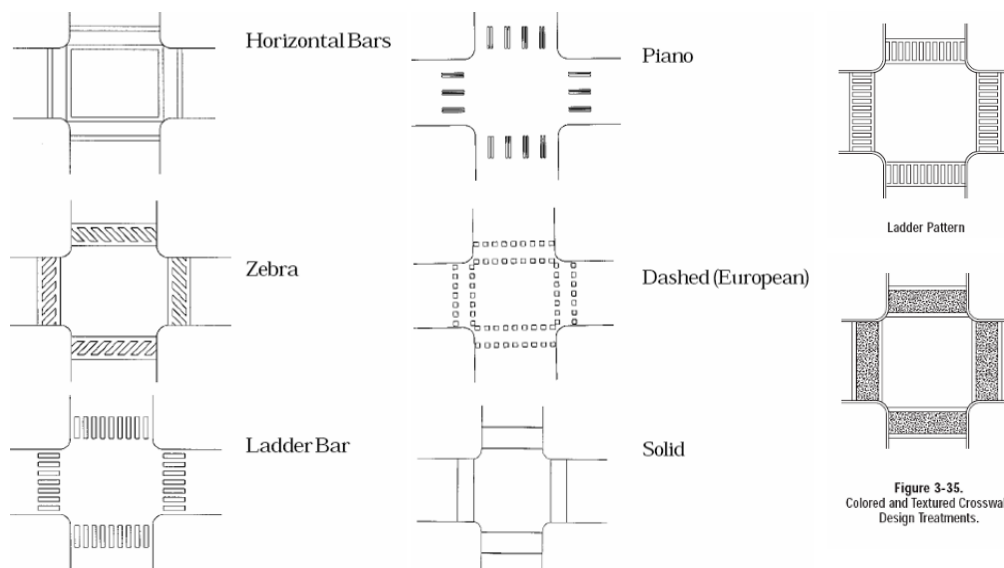 Horizontal Bars
Piano
Zebra
Dashed (European)
Ladder Bar
Solid
Ladder Pattern
Figure 3-35.
Colored and Textured Crosswa
Design Treatments.